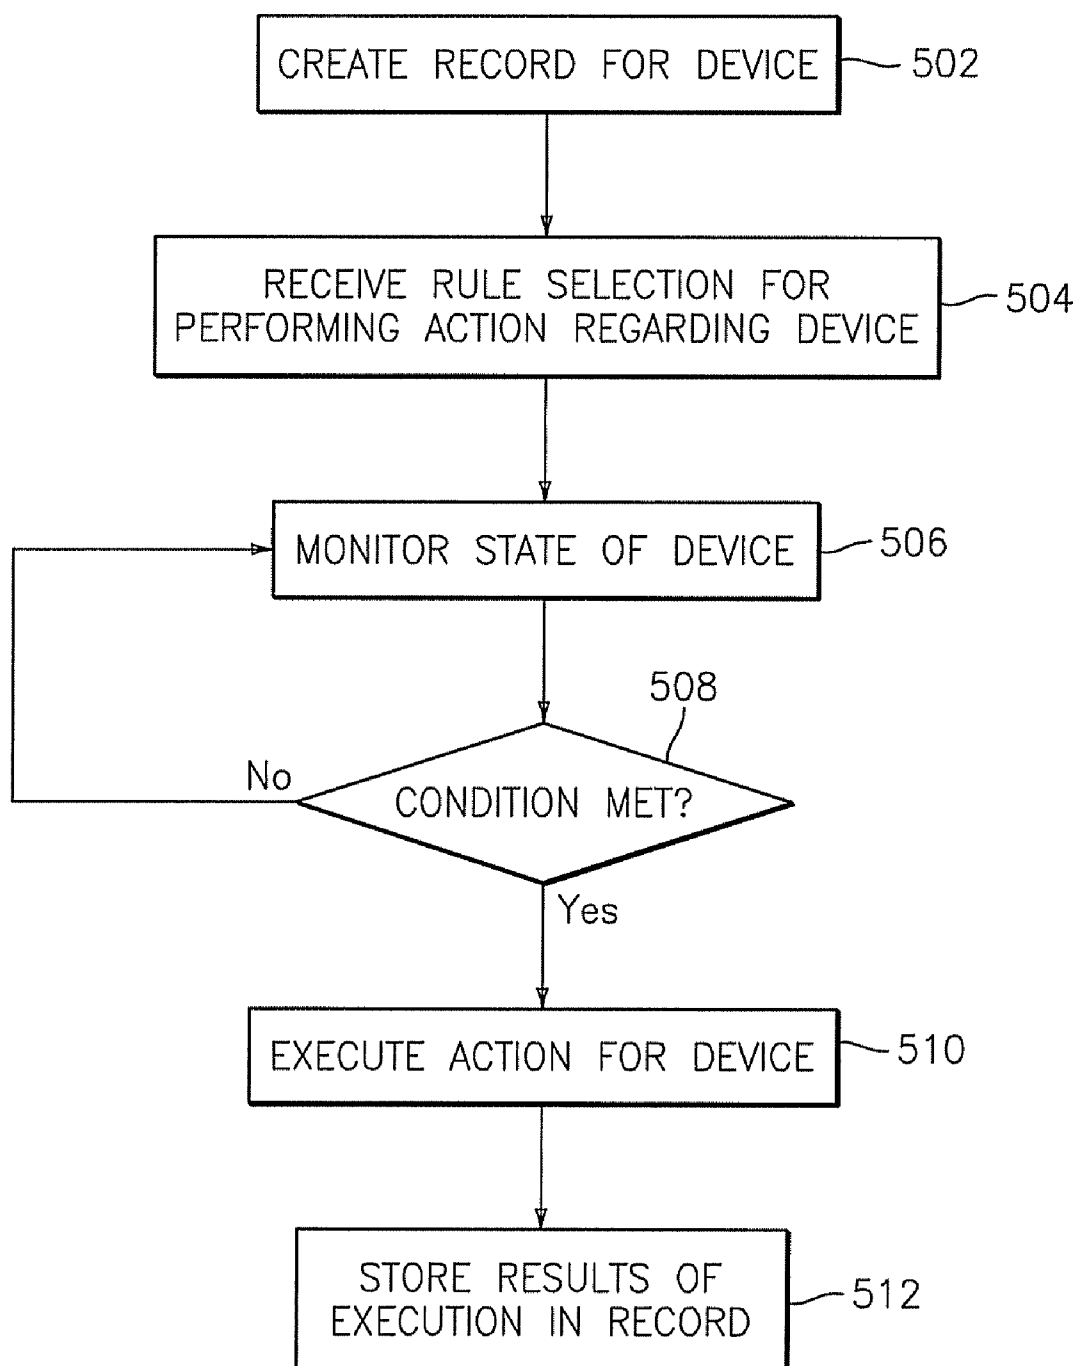 CREATE RECORD FOR DEVICE
502
RECEIVE RULE SELECTION FOR
PERFORMING ACTION REGARDING DEVICE
504
MONITOR STATE OF DEVICE
506
508
No
CONDITION MET?
Yes
EXECUTE ACTION FOR DEVICE
510
STORE RESULTS OF
EXECUTION IN RECORD
512